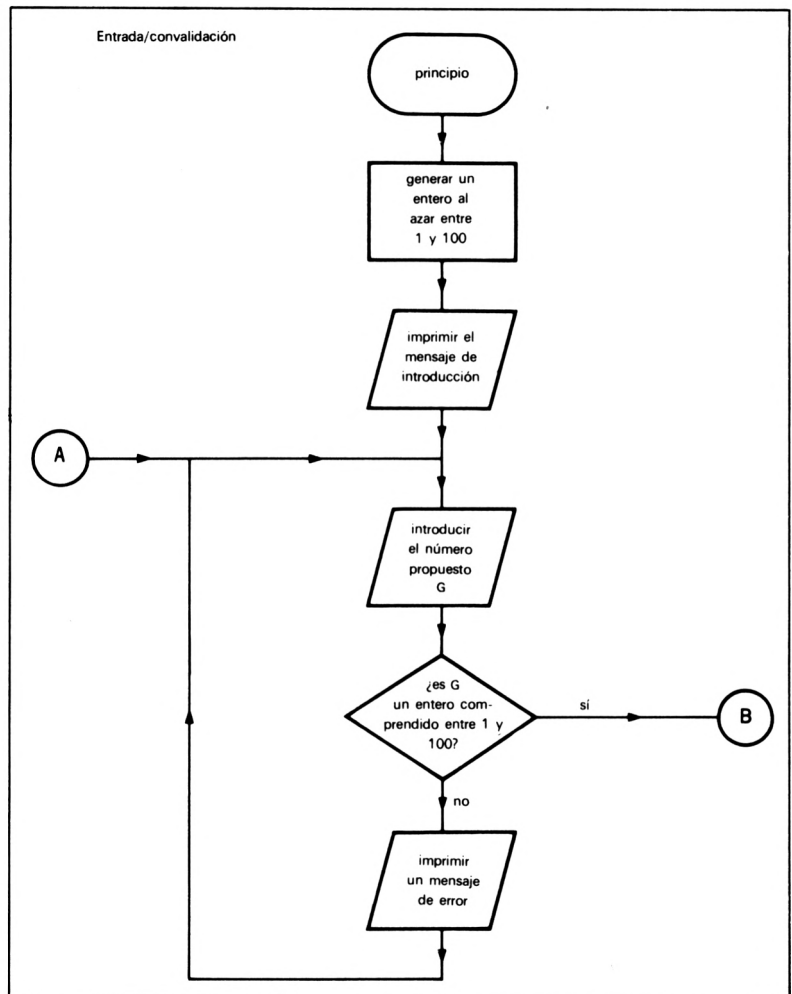 Entrada/convalidación
principio
generar un
entero al
azar entre
1 y 100
imprimir el
mensaje de
introducción
A
introducir
el número
propuesto
G
¿es G
un entero com-
prendido entre 1 y
100?
sí
B
no
imprimir
un mensaje
de error